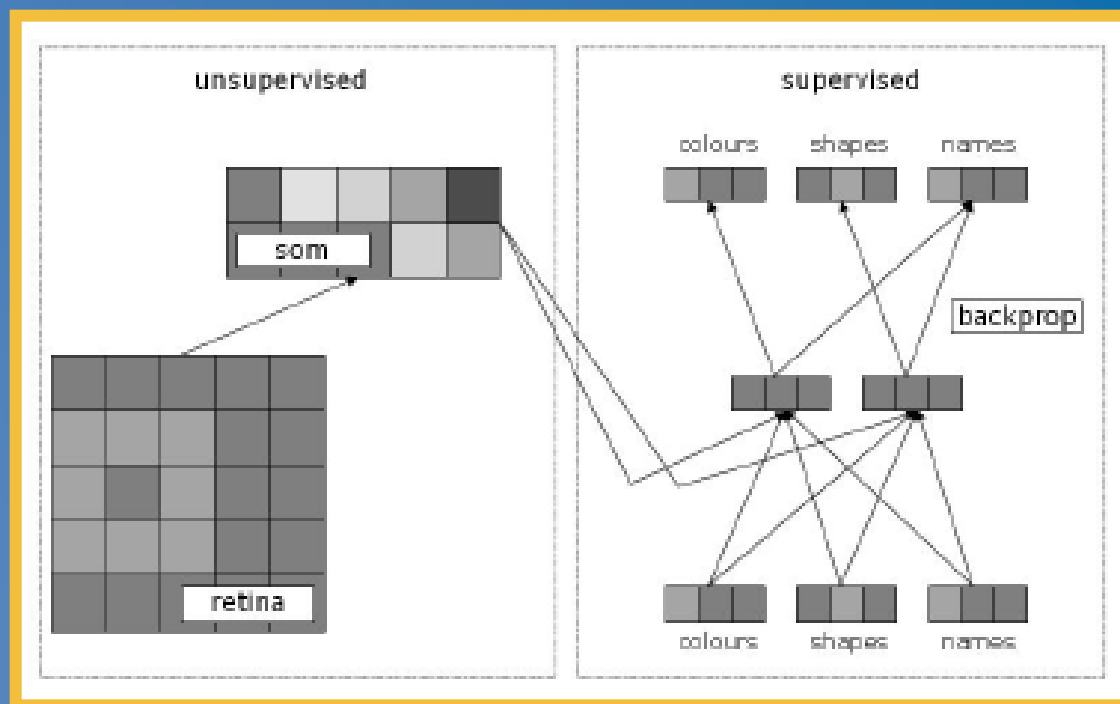 unsupervised
som
retina
supervised
colours shapes names
backprop
colours shapes names